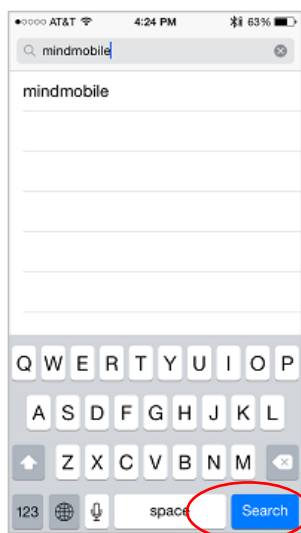 AT&T 4:24 PM 63%
mindmobile
mindmobile
Q W E R T Y U I O P
A S D F G H J K L
Z X C V B N M
123 space Search